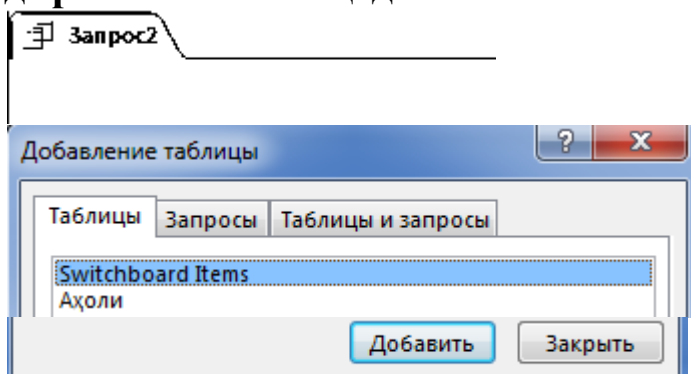 Запрос2
Добавление таблицы
Таблицы Запросы Таблицы и запросы
Switchboard Items
Аҳоли
Добавить Закрыть